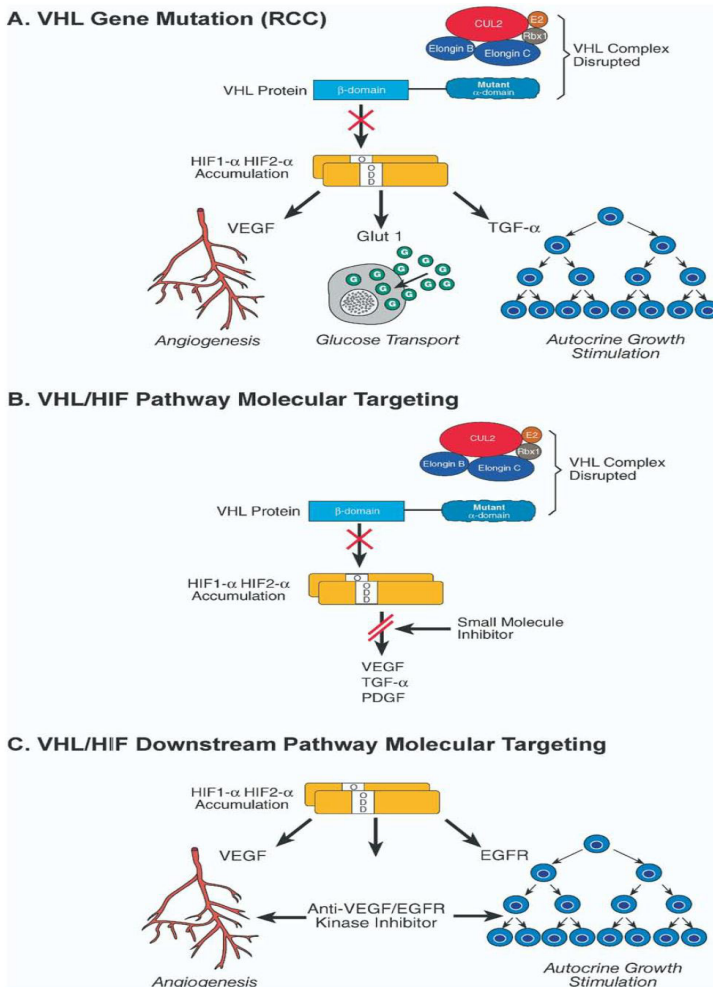 A. VHL Gene Mutation (RCC)
CUL2
E2
Rbx1
Elongin B
Elongin C
VHL Complex
Disrupted
VHL Protein
β-domain
Mutant
α-domain
HIF1-α HIF2-α
Accumulation
O
O
D
D
VEGF
Glut 1
TGF-α
G
G
G
G
G
G
G
G
G
G
G
Angiogenesis
Glucose Transport
Autocrine Growth
Stimulation
B. VHL/HIF Pathway Molecular Targeting
CUL2
E2
Rbx1
Elongin B
Elongin C
VHL Complex
Disrupted
VHL Protein
β-domain
Mutant
α-domain
HIF1-α HIF2-α
Accumulation
O
O
D
D
Small Molecule
Inhibitor
VEGF
TGF-α
PDGF
C. VHL/HIF Downstream Pathway Molecular Targeting
HIF1-α HIF2-α
Accumulation
O
O
D
D
VEGF
EGFR
Anti-VEGF/EGFR
Kinase Inhibitor
Angiogenesis
Autocrine Growth
Stimulation